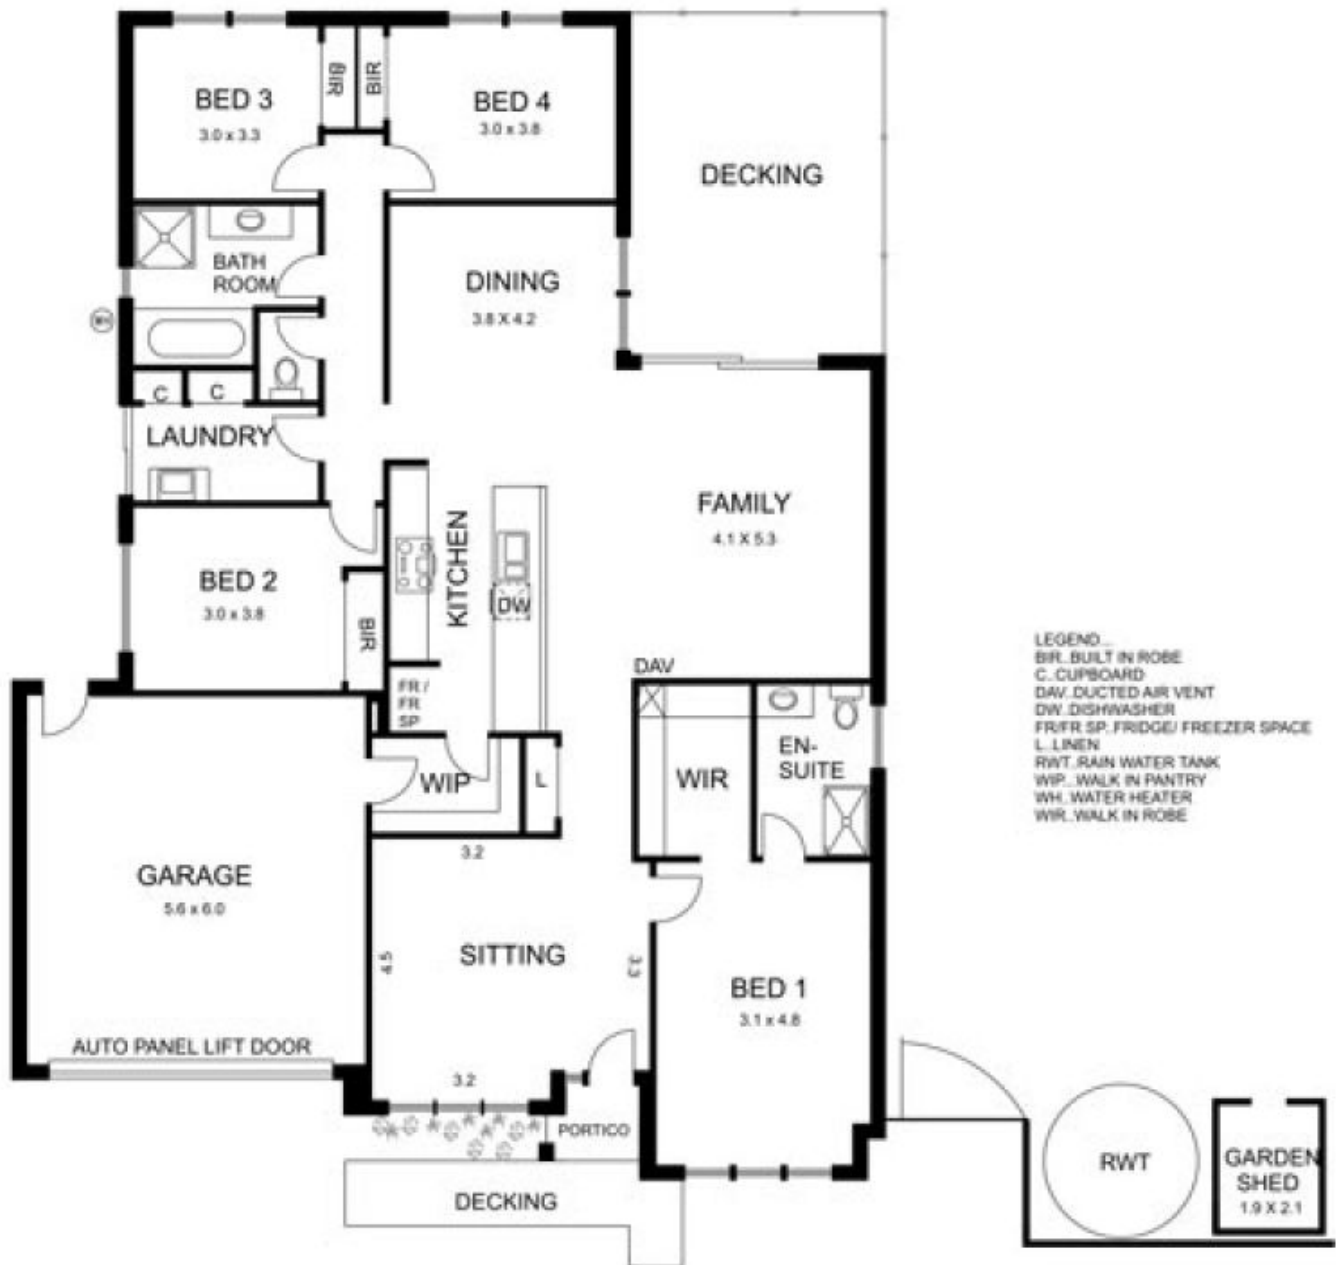 BED 3
3.0 x 3.3
BIR
BIR
BED 4
3.0 x 3.8
DECKING
BATH
ROOM
DINING
3.8 X 4.2
C
C
LAUNDRY
FAMILY
4.1 X 5.3
KITCHEN
BED 2
3.0 x 3.8
DW
BIR
DAV
FR /
FR
SP
EN-
SUITE
WIP
L
WIR
GARAGE
5.6 x 6.0
3.2
4.5
SITTING
3.3
BED 1
3.1 x 4.8
AUTO PANEL LIFT DOOR
3.2
PORTICO
DECKING
LEGEND...
BIR..BUILT IN ROBE
C..CUPBOARD
DAV..DUCTED AIR VENT
DW..DISHWASHER
FR/FR SP..FRIDGE/ FREEZER SPACE
L..LINEN
RWT..RAIN WATER TANK
WIP...WALK IN PANTRY
WH..WATER HEATER
WIR..WALK IN ROBE
RWT
GARDEN
SHED
1.9 X 2.1